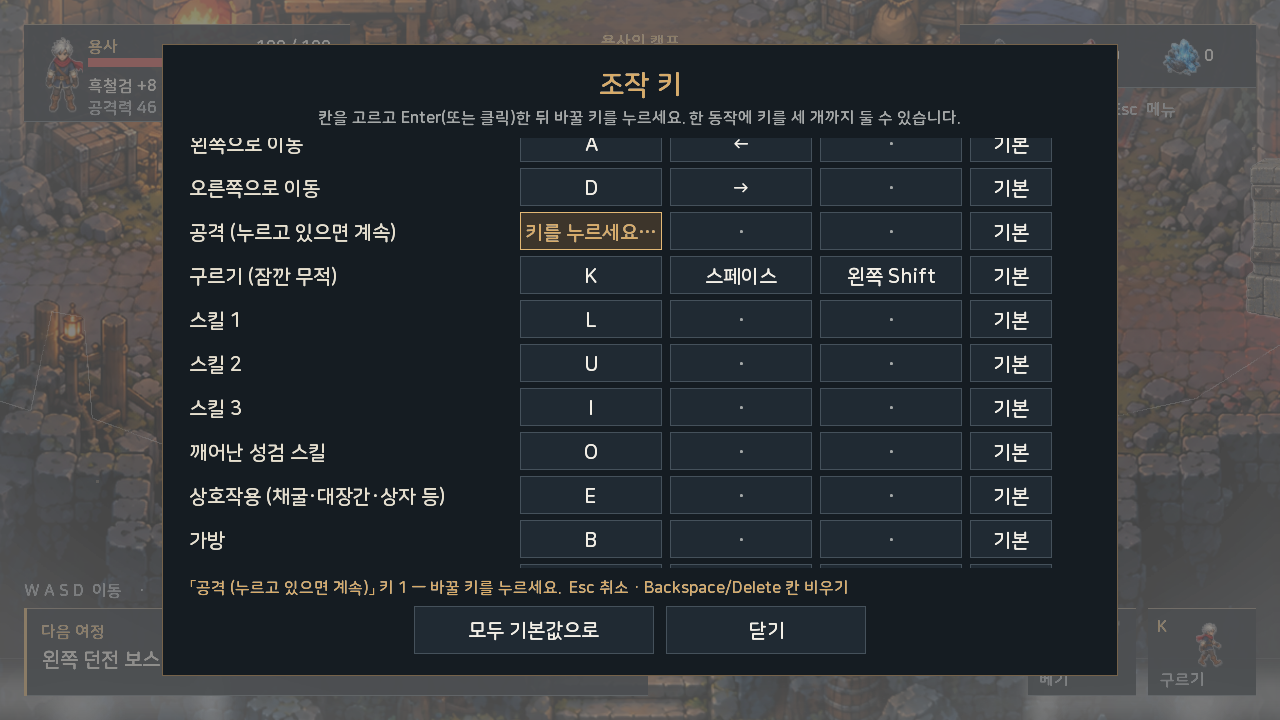 용사
100 / 100
용사의 캠프
0
흑철검 +8
공격력 46
Esc 메뉴
조작 키
칸을 고르고 Enter(또는 클릭)한 뒤 바꿀 키를 누르세요. 한 동작에 키를 세 개까지 둘 수 있습니다.
왼쪽으로 이동 A ← · 기본
오른쪽으로 이동 D → · 기본
공격 (누르고 있으면 계속) 키를 누르세요… · · 기본
구르기 (잠깐 무적) K 스페이스 왼쪽 Shift 기본
스킬 1 L · · 기본
스킬 2 U · · 기본
스킬 3 I · · 기본
깨어난 성검 스킬 O · · 기본
상호작용 (채굴·대장간·상자 등) E · · 기본
가방 B · · 기본
「공격 (누르고 있으면 계속)」 키 1 — 바꿀 키를 누르세요. Esc 취소 · Backspace/Delete 칸 비우기
모두 기본값으로 닫기
W A S D 이동 ·
다음 여정
왼쪽 던전 보스
베기
K
구르기